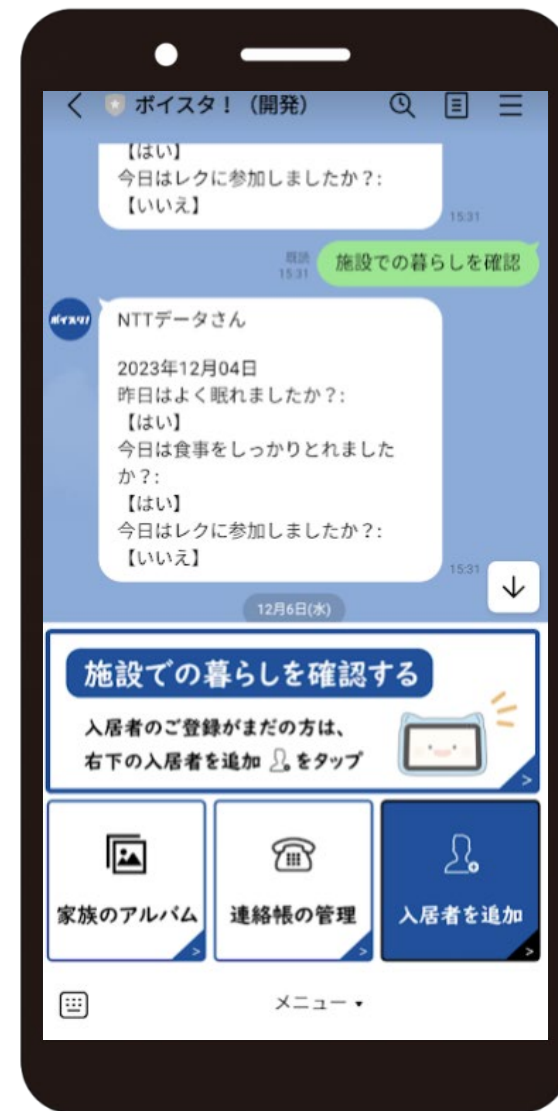 ボイスタ！（開発）
【はい】
今日はレクに参加しましたか？:
【いいえ】
15:31
既読
15:31
施設での暮らしを確認
ボイスタ!
NTTデータさん
2023年12月04日
昨日はよく眠れましたか？:
【はい】
今日は食事をしっかりとれました
か？:
【はい】
今日はレクに参加しましたか？:
【いいえ】
15:31
12月6日(水)
施設での暮らしを確認する
入居者のご登録がまだの方は、
右下の入居者を追加 をタップ
>
家族のアルバム
>
連絡帳の管理
>
入居者を追加
>
メニュー ▾